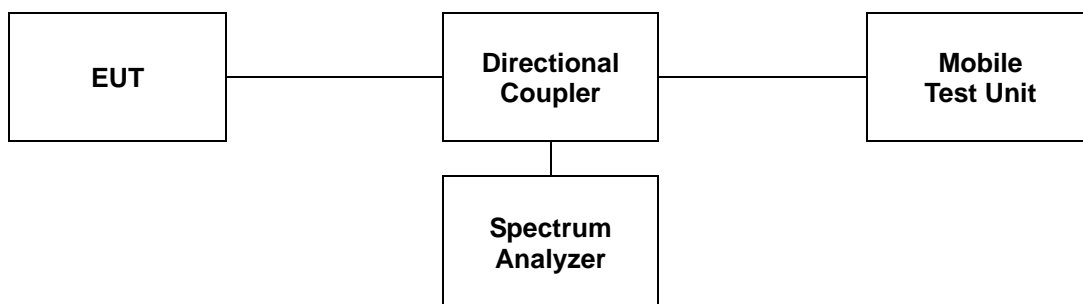 EUT
Directional
Coupler
Mobile
Test Unit
Spectrum
Analyzer